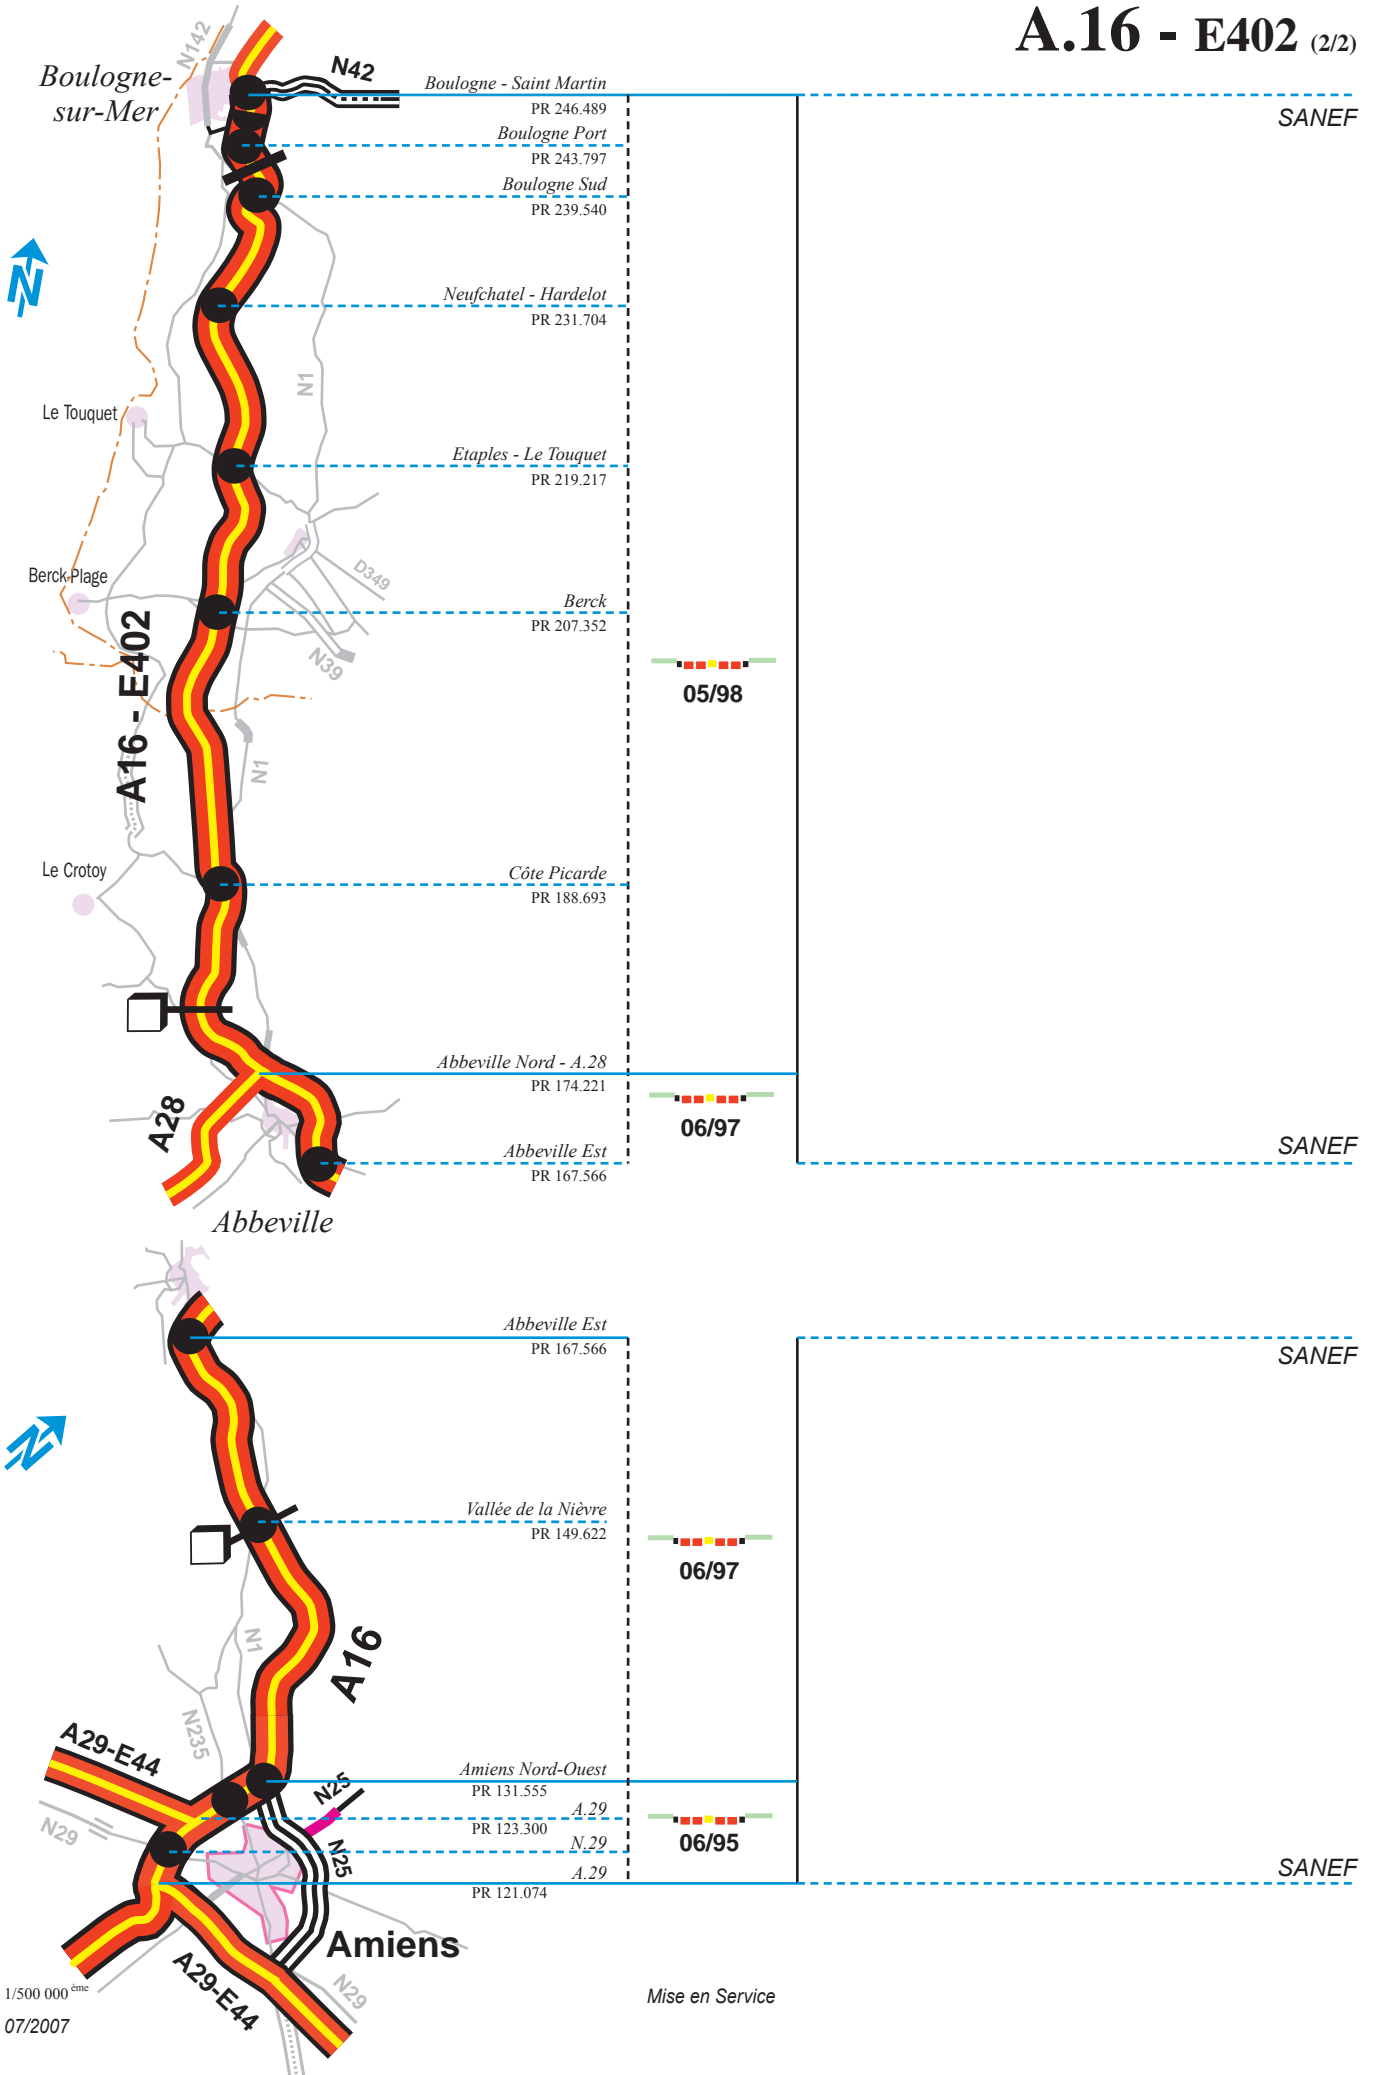 A.16 - E402 (2/2)
N142
Boulogne-
sur-Mer
N42
Boulogne - Saint Martin
PR 246.489
SANEF
Boulogne Port
PR 243.797
Boulogne Sud
PR 239.540
N
Neufchatel - Hardelot
PR 231.704
N1
Le Touquet
Etaples - Le Touquet
PR 219.217
D349
Berck-Plage
Berck
PR 207.352
N39
A16 - E402
05/98
N1
Le Crotoy
Côte Picarde
PR 188.693
Abbeville Nord - A.28
PR 174.221
A28
06/97
Abbeville Est
PR 167.566
SANEF
Abbeville
Abbeville Est
PR 167.566
SANEF
N
Vallée de la Nièvre
PR 149.622
06/97
N1
A16
N235
A29-E44
Amiens Nord-Ouest
PR 131.555
N25
A.29
PR 123.300
N29
N.29
06/95
N25
A.29
PR 121.074
SANEF
Amiens
A29-E44
N29
1/500 000 ème
07/2007
Mise en Service